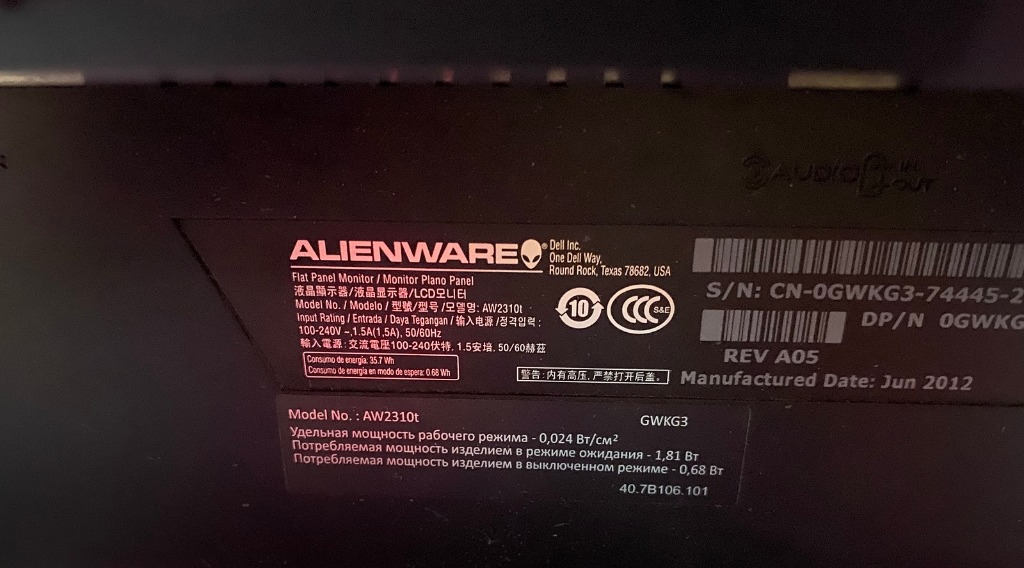 AUDIO IN
OUT
ALIENWARE®
Dell Inc.
One Dell Way,
Round Rock, Texas 78682, USA
Flat Panel Monitor / Monitor Plano Panel
液晶顯示器/液晶显示器/LCD모니터
Model No. / Modelo / 型號/型号/모델명: AW2310t
Input Rating / Entrada / Daya Tegangan / 输入电源 /정격입력 :
100-240V ~,1.5A(1,5A), 50/60Hz
輸入電源: 交流電壓100-240伏特, 1.5安培, 50/60赫茲
Consumo de energía: 35.7 Wh
Consumo de energía en modo de espera: 0.68 Wh
10
CCC S&E
警告:内有高压,严禁打开后盖。
S/N: CN-0GWKG3-74445-2
DP/N 0GWKG
REV A05
Manufactured Date: Jun 2012
Model No. : AW2310t
GWKG3
Удельная мощность рабочего режима - 0,024 Вт/см²
Потребляемая мощность изделием в режиме ожидания - 1,81 Вт
Потребляемая мощность изделием в выключенном режиме - 0,68 Вт
40.7B106.101